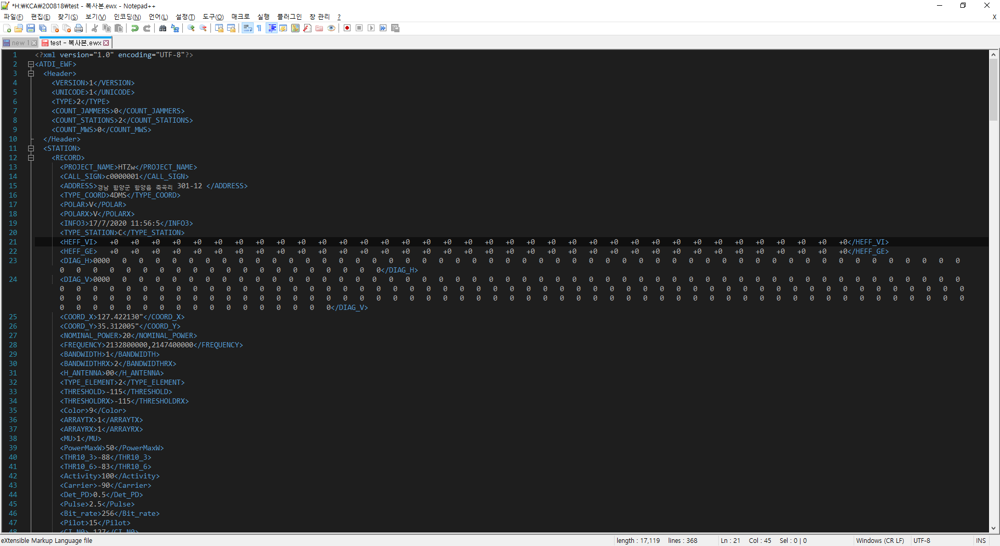 *H:\KCA\200818\test - 복사본.ewx - Notepad++
파일(F) 편집(E) 찾기(S) 보기(V) 인코딩(N) 언어(L) 설정(T) 도구(O) 매크로 실행 플러그인 창 관리 ? X
new 1 test - 복사본.ewx
1 <?xml version="1.0" encoding="UTF-8"?>
2 <ATDI_EWF>
3 <Header>
4 <VERSION>1</VERSION>
5 <UNICODE>1</UNICODE>
6 <TYPE>2</TYPE>
7 <COUNT_JAMMERS>0</COUNT_JAMMERS>
8 <COUNT_STATIONS>2</COUNT_STATIONS>
9 <COUNT_MWS>0</COUNT_MWS>
10 </Header>
11 <STATION>
12 <RECORD>
13 <PROJECT_NAME>HTZw</PROJECT_NAME>
14 <CALL_SIGN>c0000001</CALL_SIGN>
15 <ADDRESS>경남 함양군 함양읍 죽곡리 301-12 </ADDRESS>
16 <TYPE_COORD>4DMS</TYPE_COORD>
17 <POLAR>V</POLAR>
18 <POLARX>V</POLARX>
19 <INFO3>17/7/2020 11:56:5</INFO3>
20 <TYPE_STATION>C</TYPE_STATION>
21 <HEFF_VI> +0 +0 +0 +0 +0 +0 +0 +0 +0 +0 +0 +0 +0 +0 +0 +0 +0 +0 +0 +0 +0 +0 +0 +0 +0 +0 +0 +0 +0 +0 +0 +0 +0 +0 +0 +0</HEFF_VI>
22 <HEFF_GE> +0 +0 +0 +0 +0 +0 +0 +0 +0 +0 +0 +0 +0 +0 +0 +0 +0 +0 +0 +0 +0 +0 +0 +0 +0 +0 +0 +0 +0 +0 +0 +0 +0 +0 +0 +0</HEFF_GE>
23 <DIAG_H>0000 0 0 0 0 0 0 0 0 0 0 0 0 0 0 0 0 0 0 0 0 0 0 0 0 0 0 0 0 0 0 0 0 0 0 0 0 0 0 0 0 0 0 0 0 0 0 0 0 0 0 0
0 0 0 0 0 0 0 0 0 0 0 0 0 0 0 0 0 0 0 0</DIAG_H>
24 <DIAG_V>0000 0 0 0 0 0 0 0 0 0 0 0 0 0 0 0 0 0 0 0 0 0 0 0 0 0 0 0 0 0 0 0 0 0 0 0 0 0 0 0 0 0 0 0 0 0 0 0 0 0 0 0
0 0 0 0 0 0 0 0 0 0 0 0 0 0 0 0 0 0 0 0 0 0 0 0 0 0 0 0 0 0 0 0 0 0 0 0 0 0 0 0 0 0 0 0 0 0 0 0 0 0 0 0 0 0 0
0 0 0 0 0 0 0 0 0 0 0 0 0 0 0 0 0 0 0 0 0 0 0 0 0 0 0 0 0 0 0 0 0 0 0 0 0 0 0 0 0 0 0 0 0 0 0 0 0 0 0 0 0 0 0
0 0 0 0 0 0 0 0 0 0 0 0 0 0 0 0 0</DIAG_V>
25 <COORD_X>127.422130"</COORD_X>
26 <COORD_Y>35.312005"</COORD_Y>
27 <NOMINAL_POWER>20</NOMINAL_POWER>
28 <FREQUENCY>2132800000,2147400000</FREQUENCY>
29 <BANDWIDTH>1</BANDWIDTH>
30 <BANDWIDTHRX>2</BANDWIDTHRX>
31 <H_ANTENNA>00</H_ANTENNA>
32 <TYPE_ELEMENT>2</TYPE_ELEMENT>
33 <THRESHOLD>-115</THRESHOLD>
34 <THRESHOLDRX>-115</THRESHOLDRX>
35 <Color>9</Color>
36 <ARRAYTX>1</ARRAYTX>
37 <ARRAYRX>1</ARRAYRX>
38 <MU>1</MU>
39 <PowerMaxW>50</PowerMaxW>
40 <THR10_3>-88</THR10_3>
41 <THR10_6>-83</THR10_6>
42 <Activity>100</Activity>
43 <Carrier>-90</Carrier>
44 <Det_PD>0.5</Det_PD>
45 <Pulse>2.5</Pulse>
46 <Bit_rate>256</Bit_rate>
47 <Pilot>15</Pilot>
48 <CI_N0>-127</CI_N0>
eXtensible Markup Language file length : 17,119 lines : 368 Ln : 21 Col : 45 Sel : 0 | 0 Windows (CR LF) UTF-8 INS